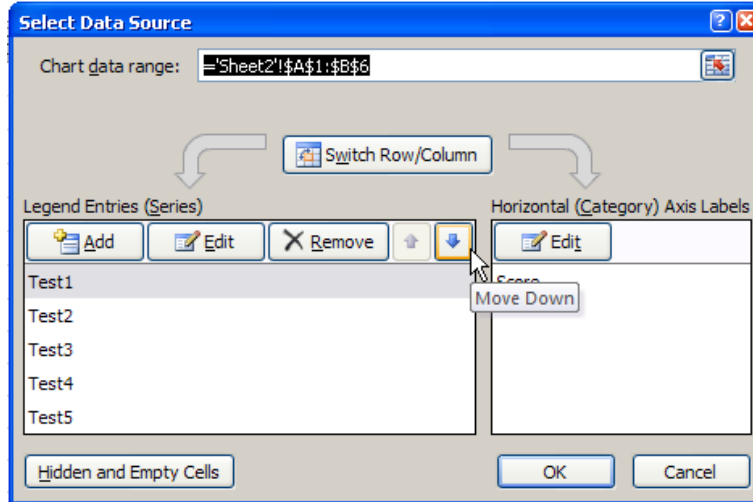 Select Data Source
Chart data range: ='Sheet2'!$A$1:$B$6
Switch Row/Column
Legend Entries (Series)
Horizontal (Category) Axis Labels
Add Edit Remove
Edit
Test1
Score
Move Down
Test2
Test3
Test4
Test5
Hidden and Empty Cells
OK Cancel